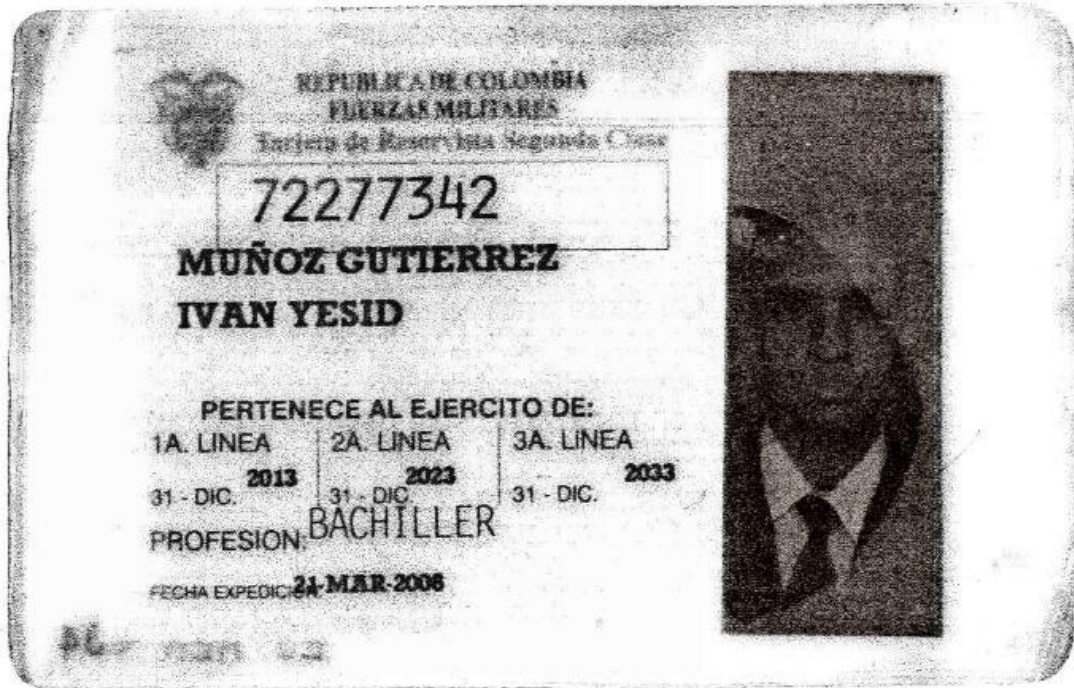 REPUBLICA DE COLOMBIA
FUERZAS MILITARES
Tarjeta de Reservista Segunda Clase
72277342
MUÑOZ GUTIERREZ
IVAN YESID
PERTENECE AL EJERCITO DE:
1A. LINEA 2A. LINEA 3A. LINEA
2013 2023 2033
31 - DIC. 31 - DIC 31 - DIC.
PROFESION: BACHILLER
FECHA EXPEDICION 21-MAR-2006